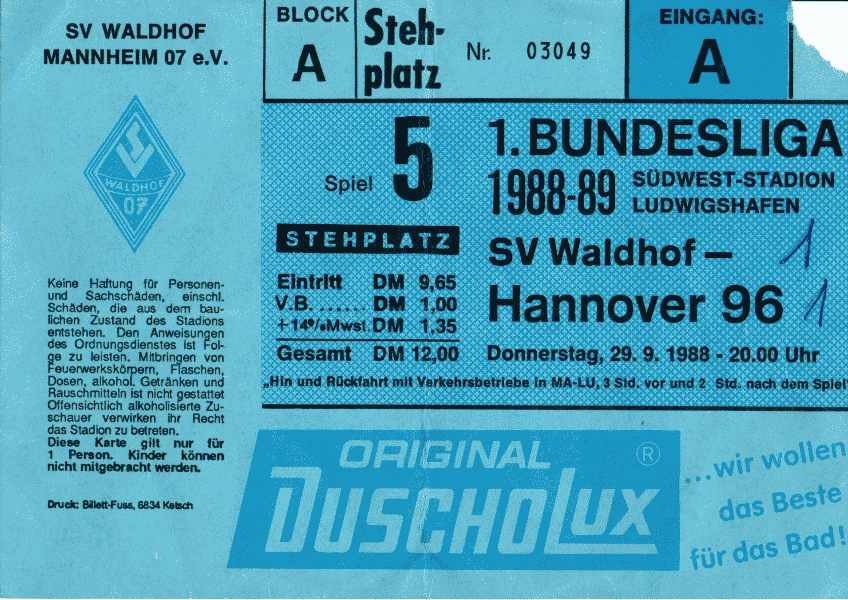 SV WALDHOF
MANNHEIM 07 e.V.
SV
WALDHOF
07
Keine Haftung für Personen-
und Sachschäden, einschl.
Schäden, die aus dem bau-
lichen Zustand des Stadions
entstehen. Den Anweisungen
des Ordnungsdienstes ist Fol-
ge zu leisten. Mitbringen von
Feuerwerkskörpern, Flaschen,
Dosen, alkohol. Getränken und
Rauschmitteln ist nicht gestattet
Offensichtlich alkoholisierte Zu-
schauer verwirken ihr Recht
das Stadion zu betreten.
Diese Karte gilt nur für
1 Person. Kinder können
nicht mitgebracht werden.
Druck: Billett-Fuss, 6834 Ketsch
BLOCK
A
Steh-
platz
Nr. 03049
EINGANG:
A
Spiel 5
STEHPLATZ
Eintritt DM 9,65
V.B. ....... DM 1,00
+14% Mwst. DM 1,35
Gesamt DM 12,00
1. BUNDESLIGA
1988-89 SÜDWEST-STADION
LUDWIGSHAFEN
SV Waldhof – 1
Hannover 96 1
Donnerstag, 29. 9. 1988 - 20.00 Uhr
„Hin und Rückfahrt mit Verkehrsbetriebe in MA-LU, 3 Std. vor und 2 Std. nach dem Spiel"
ORIGINAL ®
DUSCHOLUX
...wir wollen
das Beste
für das Bad!